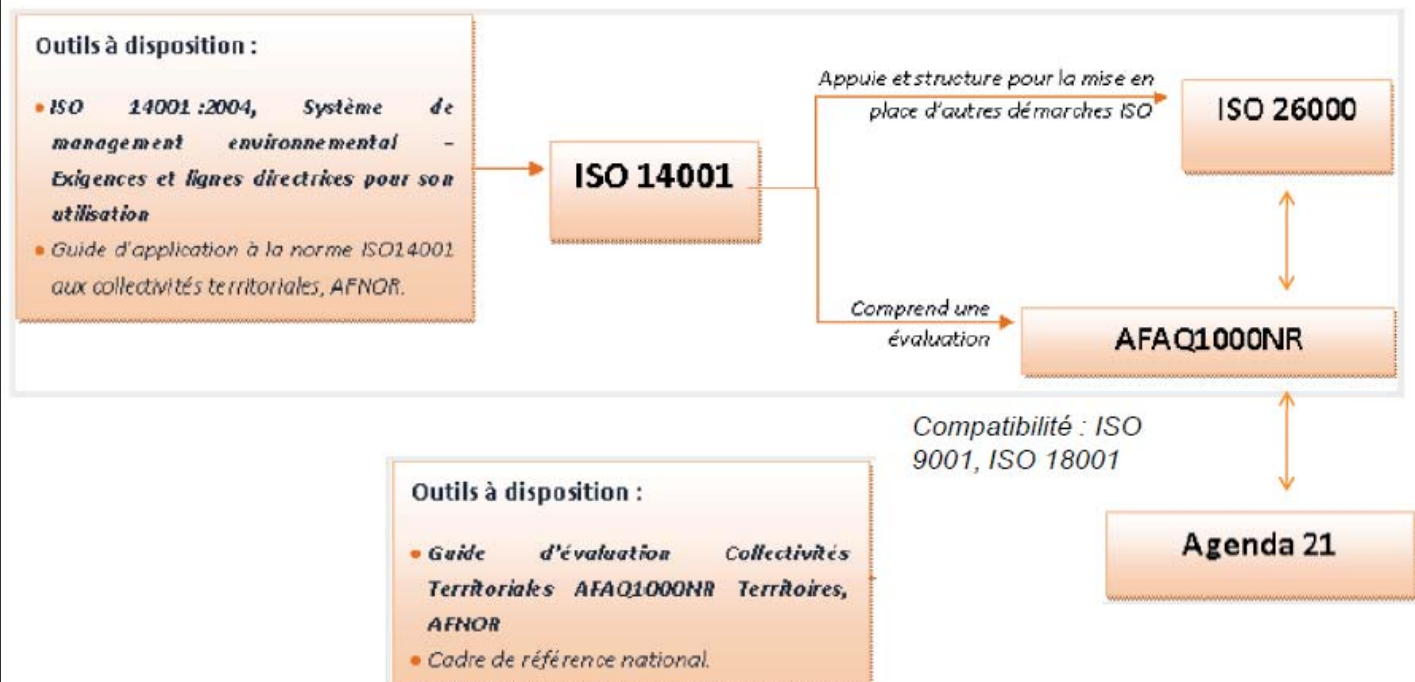 Outils à disposition :
• ISO 14001 :2004, Système de
management environnemental –
Exigences et lignes directrices pour son
utilisation
• Guide d'application à la norme ISO14001
aux collectivités territoriales, AFNOR.
ISO 14001
Appuie et structure pour la mise en
place d'autres démarches ISO
ISO 26000
Comprend une
évaluation
AFAQ1000NR
Compatibilité : ISO
9001, ISO 18001
Agenda 21
Outils à disposition :
• Guide d'évaluation Collectivités
Territoriales AFAQ1000NR Territoires,
AFNOR
• Cadre de référence national.